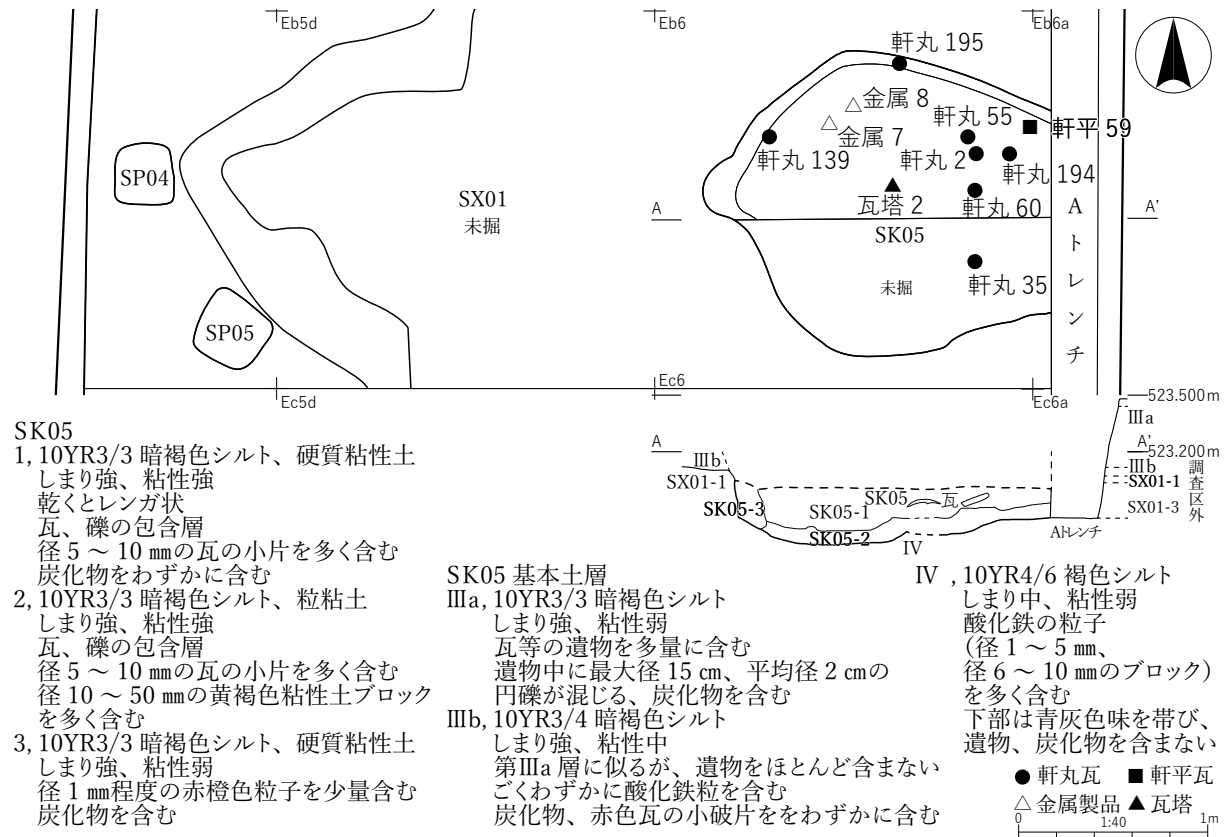 Eb5d
Eb6
Eb6a
軒丸 195
金属 8
軒丸 55
軒平 59
金属 7
軒丸 139
軒丸 2
軒丸 194
SP04
SX01
未掘
瓦塔 2
軒丸 60
A
A'
SK05
Aトレンチ
未掘
軒丸 35
SP05
Ec5d
Ec6
Ec6a
523.500m
Ⅲa
A
A'
523.200m
Ⅲb
Ⅲb
SX01-1
SX01-1
調査区外
SK05
瓦
SK05-3
SK05-1
SX01-3
SK05-2
Ⅳ
Aトレンチ
SK05
1, 10YR3/3 暗褐色シルト、硬質粘性土
しまり強、粘性強
乾くとレンガ状
瓦、礫の包含層
径 5 ～ 10 ㎜の瓦の小片を多く含む
炭化物をわずかに含む
2, 10YR3/3 暗褐色シルト、粒粘土
しまり強、粘性強
瓦、礫の包含層
径 5 ～ 10 ㎜の瓦の小片を多く含む
径 10 ～ 50 ㎜の黄褐色粘性土ブロック
を多く含む
3, 10YR3/3 暗褐色シルト、硬質粘性土
しまり強、粘性弱
径 1 ㎜程度の赤橙色粒子を少量含む
炭化物を含む
SK05 基本土層
Ⅲa, 10YR3/3 暗褐色シルト
しまり強、粘性弱
瓦等の遺物を多量に含む
遺物中に最大径 15 ㎝、平均径 2 ㎝の
円礫が混じる、炭化物を含む
Ⅲb, 10YR3/4 暗褐色シルト
しまり強、粘性中
第Ⅲa 層に似るが、遺物をほとんど含まない
ごくわずかに酸化鉄粒を含む
炭化物、赤色瓦の小破片ををわずかに含む
Ⅳ , 10YR4/6 褐色シルト
しまり中、粘性弱
酸化鉄の粒子
（径 1 ～ 5 ㎜、
径 6 ～ 10 ㎜のブロック）
を多く含む
下部は青灰色味を帯び、
遺物、炭化物を含まない
● 軒丸瓦 ■ 軒平瓦
△ 金属製品 ▲ 瓦塔
0 1:40 1m